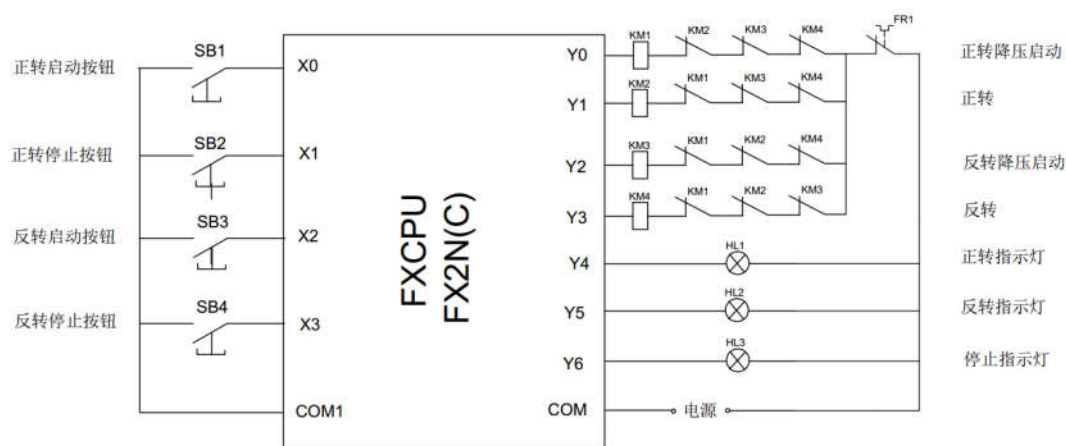 FR1
KM1 KM2 KM3 KM4
正转启动按钮 SB1 X0 Y0 正转降压启动
KM2 KM1 KM3 KM4
Y1 正转
正转停止按钮 SB2 X1
KM3 KM1 KM2 KM4
Y2 反转降压启动
FXCPU
FX2N(C)
KM4 KM1 KM2 KM3
反转启动按钮 SB3 X2 Y3 反转
HL1
Y4 正转指示灯
HL2
反转停止按钮 SB4 X3 Y5 反转指示灯
HL3
Y6 停止指示灯
COM1 COM 电源